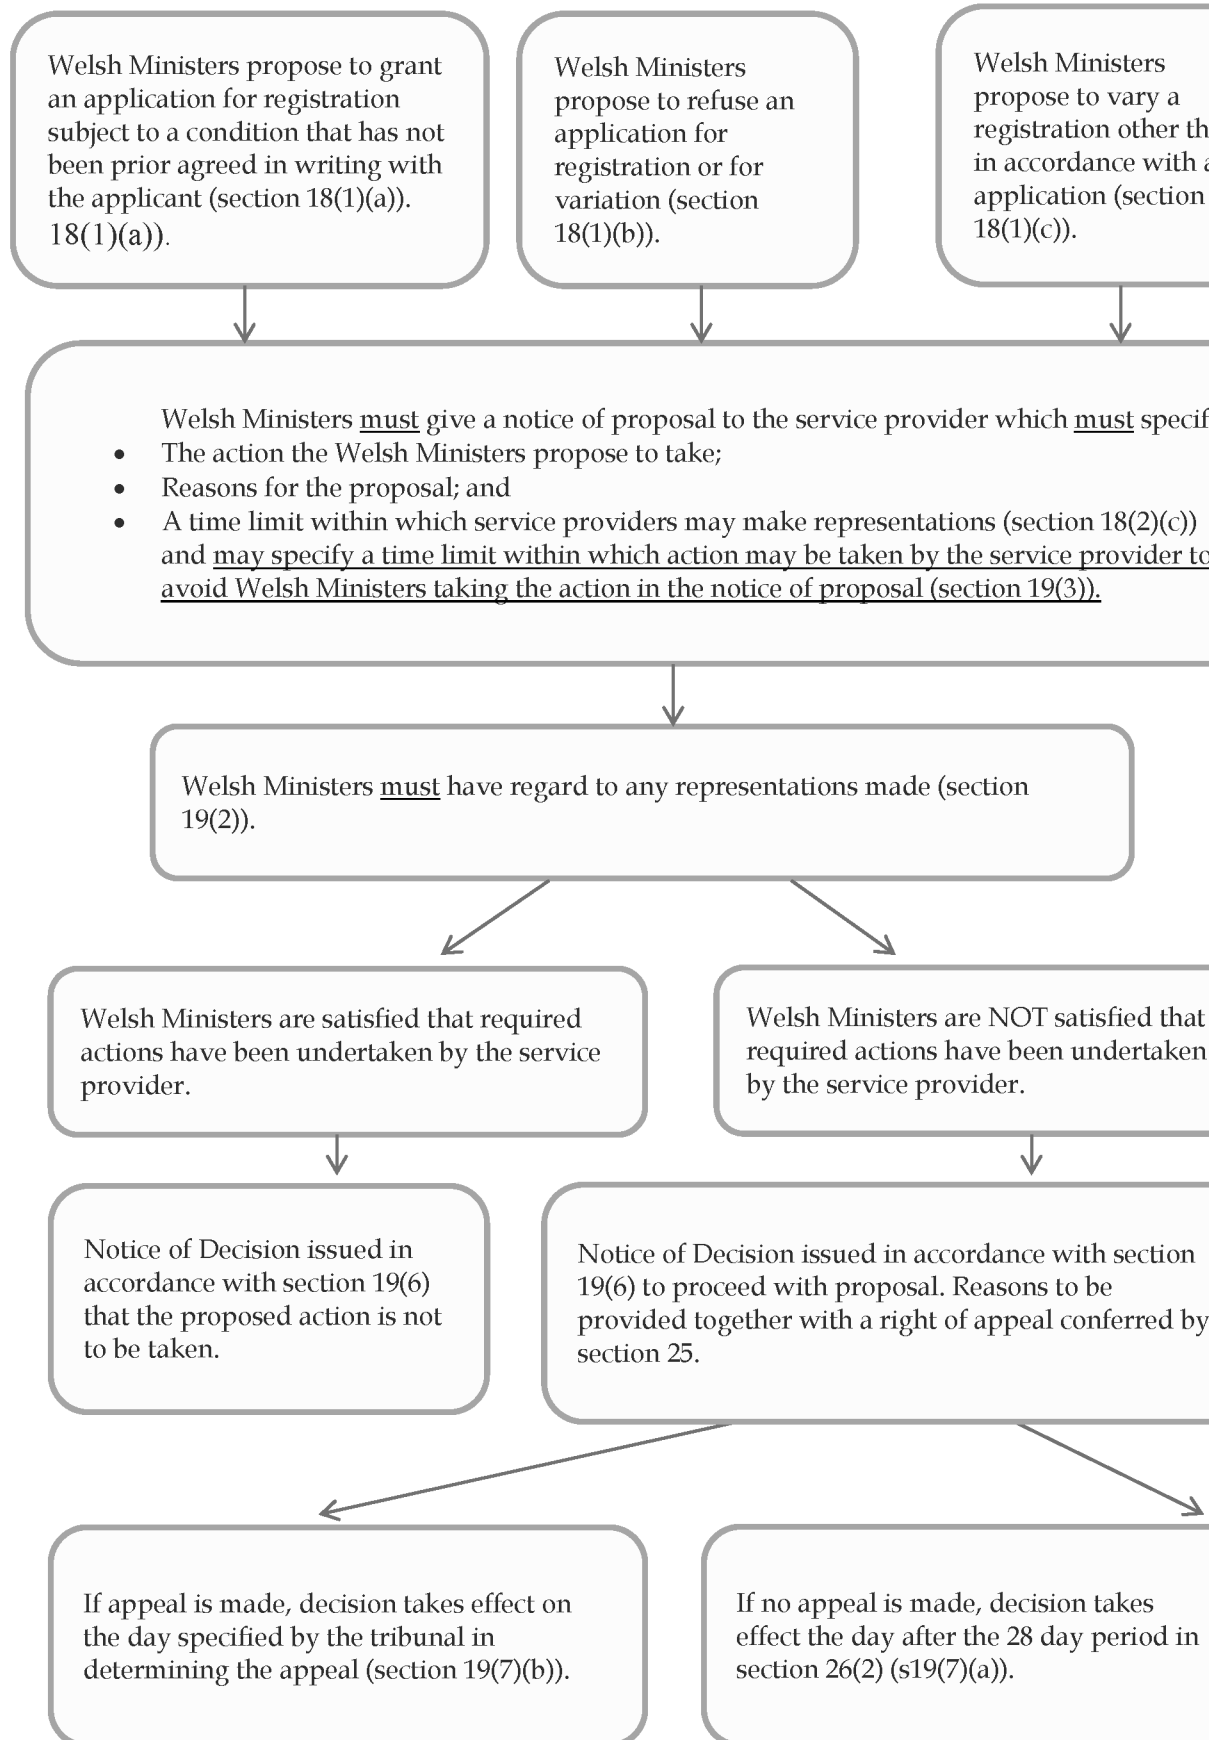 Welsh Ministers propose to grant
an application for registration
subject to a condition that has not
been prior agreed in writing with
the applicant (section 18(1)(a)).
18(1)(a)).
Welsh Ministers
propose to refuse an
application for
registration or for
variation (section
18(1)(b)).
Welsh Ministers
propose to vary a
registration other
in accordance with
application (section
18(1)(c)).
Welsh Ministers must give a notice of proposal to the service provider which must
• The action the Welsh Ministers propose to take;
• Reasons for the proposal; and
• A time limit within which service providers may make representations (section 18(2)(c))
and may specify a time limit within which action may be taken by the service provider to
avoid Welsh Ministers taking the action in the notice of proposal (section 19(3)).
Welsh Ministers must have regard to any representations made (section
19(2)).
Welsh Ministers are satisfied that required
actions have been undertaken by the service
provider.
Welsh Ministers are NOT satisfied that
required actions have been undertaken
by the service provider.
Notice of Decision issued in
accordance with section 19(6)
that the proposed action is not
to be taken.
Notice of Decision issued in accordance with section
19(6) to proceed with proposal. Reasons to be
provided together with a right of appeal conferred by
section 25.
If appeal is made, decision takes effect on
the day specified by the tribunal in
determining the appeal (section 19(7)(b)).
If no appeal is made, decision takes
effect the day after the 28 day period in
section 26(2) (s19(7)(a)).